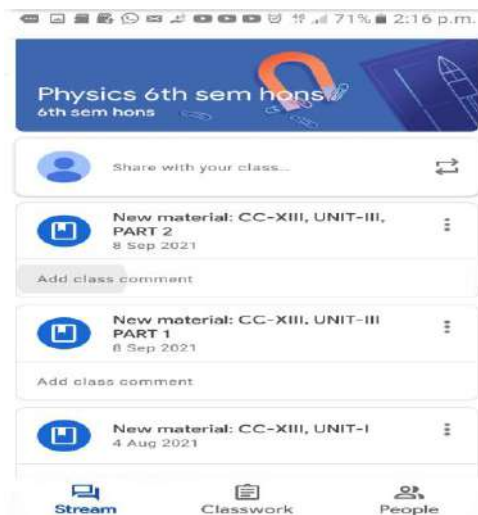 71% 2:16 p.m.
Physics 6th sem hons
6th sem hons
Share with your class...
New material: CC-XIII, UNIT-III,
PART 2
8 Sep 2021
Add class comment
New material: CC-XIII, UNIT-III
PART 1
8 Sep 2021
Add class comment
New material: CC-XIII, UNIT-I
4 Aug 2021
Stream Classwork People